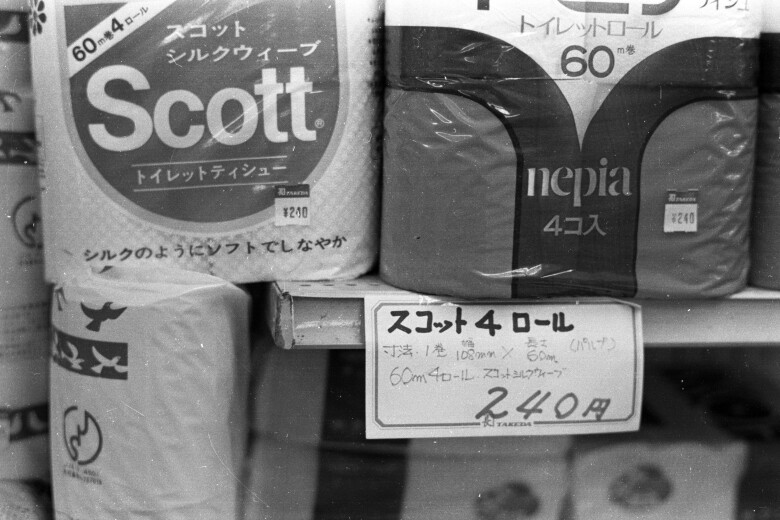 60m巻4ロール
スコット
シルクウィーブ
Scott®
トイレットティシュー
TAKEDA
¥240
シルクのようにソフトでしなやか
トイレットロール
60m巻
nepia
4コ入
¥240
スコット4ロール
寸法・1巻 幅108mm×長さ60m (パルプ)
60m4ロール・スコットシルクウィーブ
240円
TAKEDA